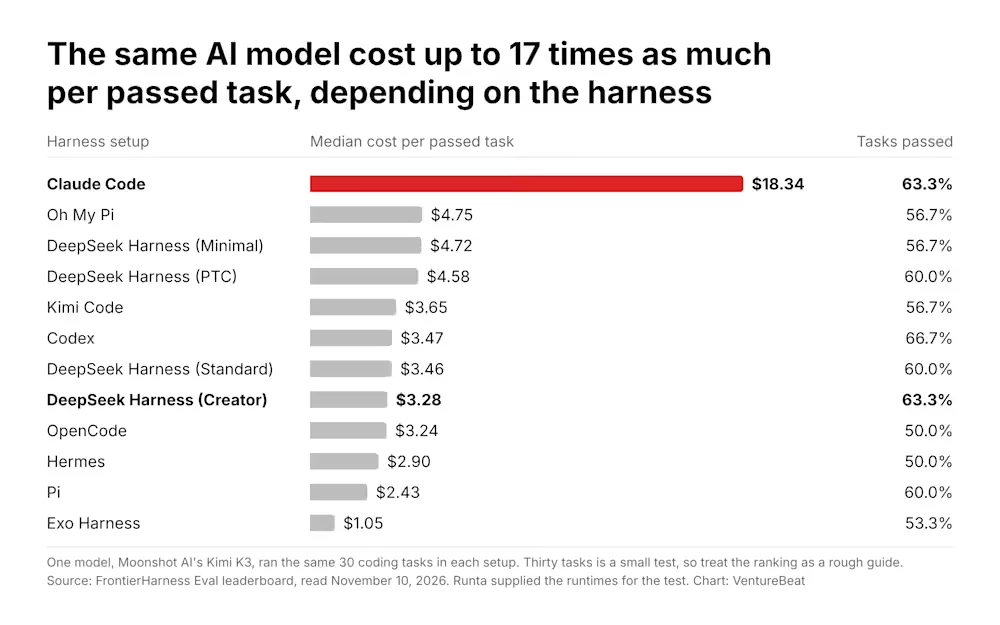 The same AI model cost up to 17 times as much
per passed task, depending on the harness
Harness setup Median cost per passed task Tasks passed
Claude Code $18.34 63.3%
Oh My Pi $4.75 56.7%
DeepSeek Harness (Minimal) $4.72 56.7%
DeepSeek Harness (PTC) $4.58 60.0%
Kimi Code $3.65 56.7%
Codex $3.47 66.7%
DeepSeek Harness (Standard) $3.46 60.0%
DeepSeek Harness (Creator) $3.28 63.3%
OpenCode $3.24 50.0%
Hermes $2.90 50.0%
Pi $2.43 60.0%
Exo Harness $1.05 53.3%
One model, Moonshot AI's Kimi K3, ran the same 30 coding tasks in each setup. Thirty tasks is a small test, so treat the ranking as a rough guide.
Source: FrontierHarness Eval leaderboard, read November 10, 2026. Runta supplied the runtimes for the test. Chart: VentureBeat